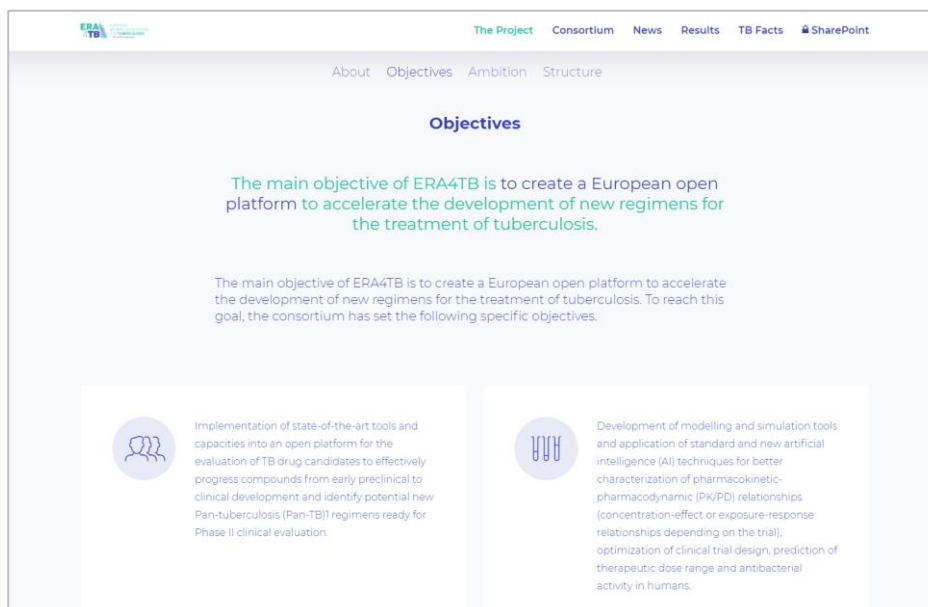 ERA
4TB
The Project Consortium News Results TB Facts SharePoint
About Objectives Ambition Structure
Objectives
The main objective of ERA4TB is to create a European open
platform to accelerate the development of new regimens for
the treatment of tuberculosis.
The main objective of ERA4TB is to create a European open platform to accelerate
the development of new regimens for the treatment of tuberculosis. To reach this
goal, the consortium has set the following specific objectives.
Implementation of state-of-the-art tools and
capacities into an open platform for the
evaluation of TB drug candidates to effectively
progress compounds from early preclinical to
clinical development and identify potential new
Pan-tuberculosis (Pan-TB)1 regimens ready for
Phase II clinical evaluation.
Development of modelling and simulation tools
and application of standard and new artificial
intelligence (AI) techniques for better
characterization of pharmacokinetic-
pharmacodynamic (PK/PD) relationships
(concentration-effect or exposure-response
relationships depending on the trial),
optimization of clinical trial design, prediction of
therapeutic dose range and antibacterial
activity in humans.